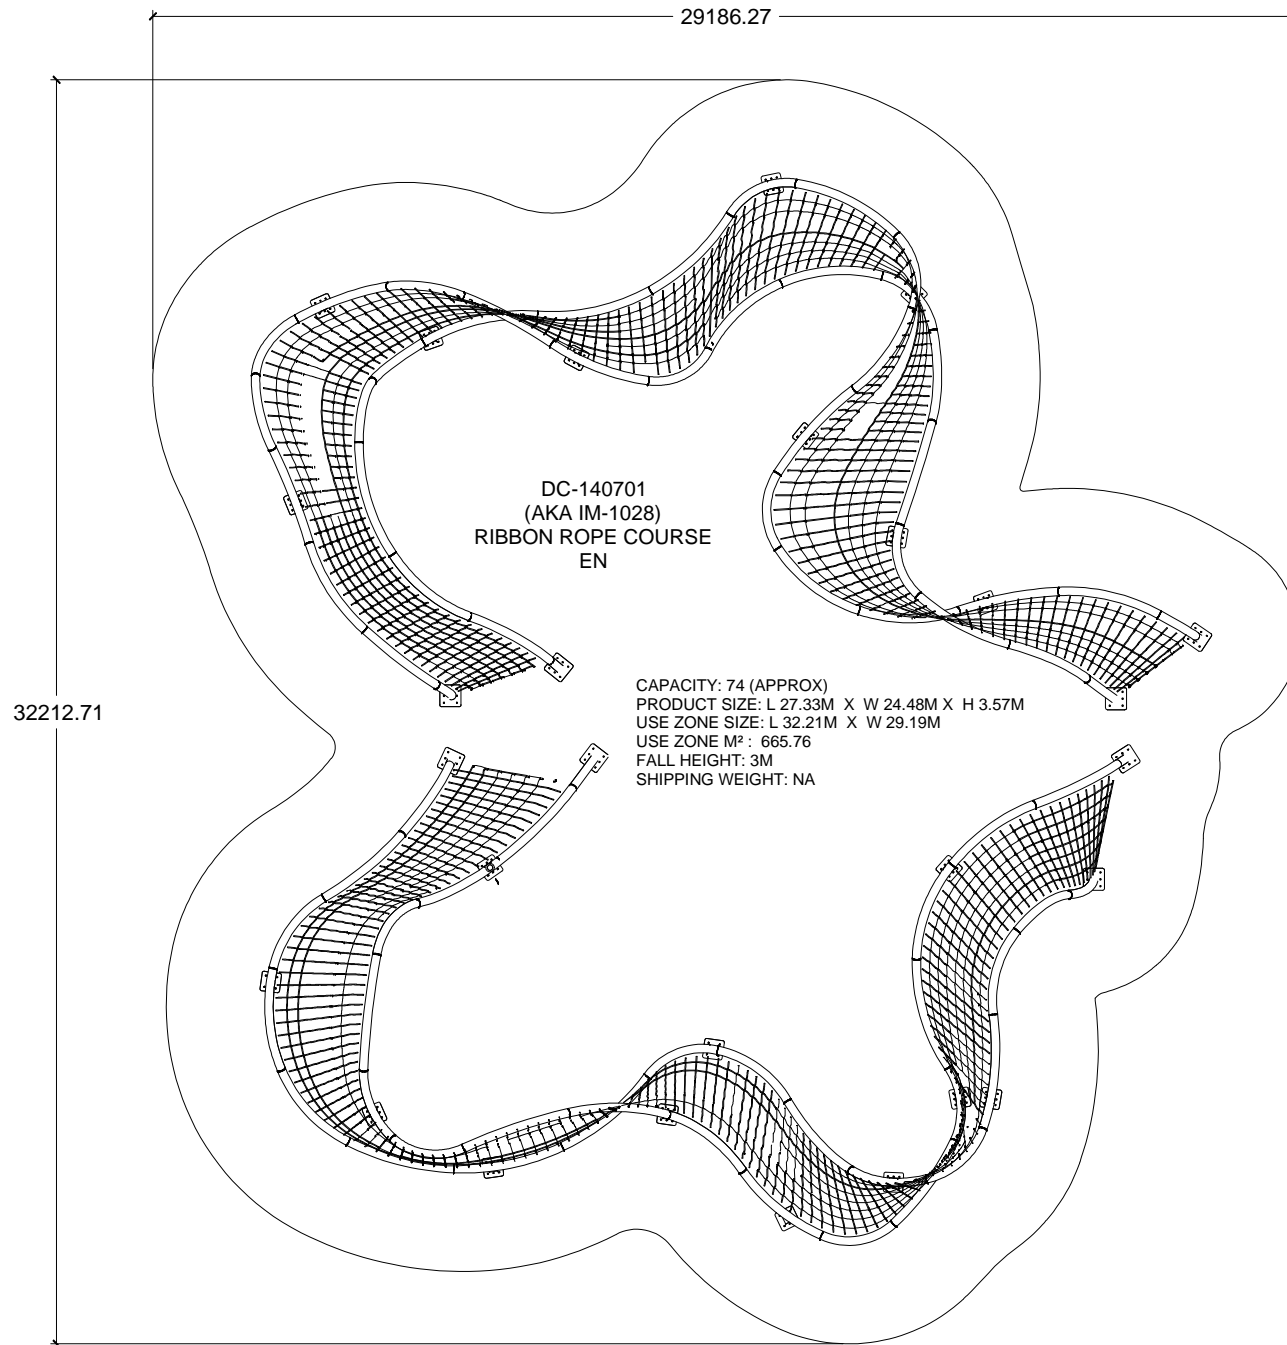 29186.27
DC-140701
(AKA IM-1028)
RIBBON ROPE COURSE
EN
CAPACITY: 74 (APPROX)
PRODUCT SIZE: L 27.33M X W 24.48M X H 3.57M
USE ZONE SIZE: L 32.21M X W 29.19M
USE ZONE M² : 665.76
FALL HEIGHT: 3M
SHIPPING WEIGHT: NA
32212.71